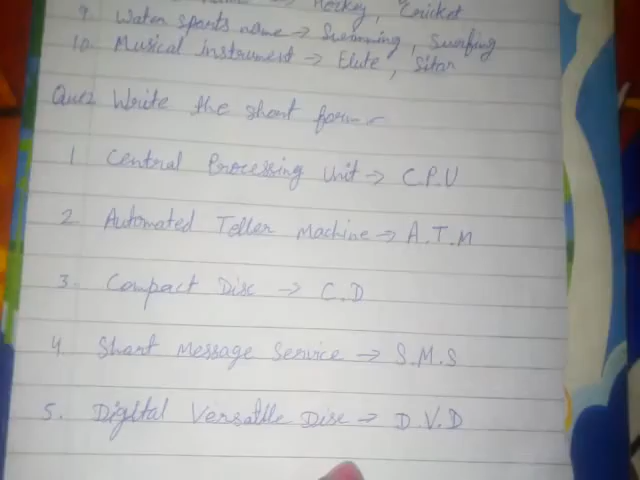 → Hockey, Cricket
9 Water sports name → Swimming, Surfing
10. Musical instrument → Elute, Sitar
Que2 Write the short form -
1 Central Processing Unit → C.P.U
2 Automated Teller Machine → A.T.M
3. Compact Disc → C.D
4 Short Message Service → S.M.S
5. Digital Versatile Disc → D.V.D